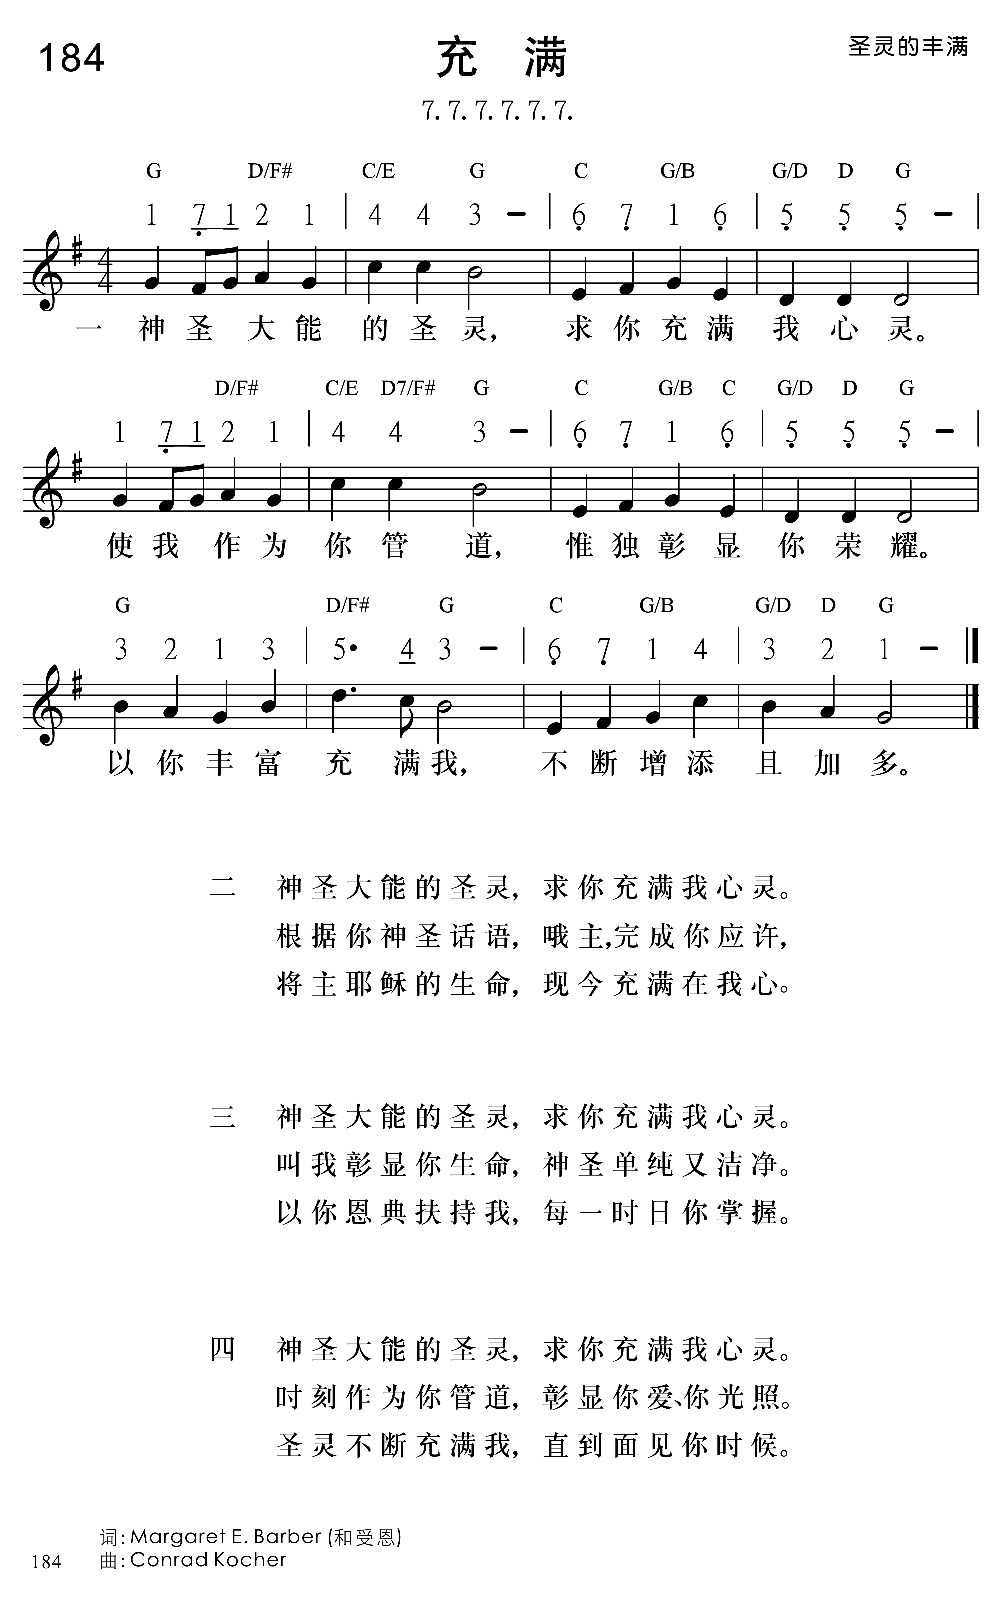 184
充 满
圣灵的丰满
7. 7. 7. 7. 7. 7.
G D/F# C/E G C G/B G/D D G
1 7̣ 1 2 1 | 4 4 3 – | 6̣ 7̣ 1 6̣ | 5̣ 5̣ 5̣ – |
4
4
一 神 圣 大 能 的 圣 灵， 求 你 充 满 我 心 灵。
D/F# C/E D7/F# G C G/B C G/D D G
1 7̣ 1 2 1 | 4 4 3 – | 6̣ 7̣ 1 6̣ | 5̣ 5̣ 5̣ – |
使 我 作 为 你 管 道， 惟 独 彰 显 你 荣 耀。
G D/F# G C G/B G/D D G
3 2 1 3 | 5• 4 3 – | 6̣ 7̣ 1 4 | 3 2 1 – ‖
以 你 丰 富 充 满 我， 不 断 增 添 且 加 多。
二 神圣大能的圣灵，求你充满我心灵。
根据你神圣话语，哦主，完成你应许，
将主耶稣的生命，现今充满在我心。
三 神圣大能的圣灵，求你充满我心灵。
叫我彰显你生命，神圣单纯又洁净。
以你恩典扶持我，每一时日你掌握。
四 神圣大能的圣灵，求你充满我心灵。
时刻作为你管道，彰显你爱、你光照。
圣灵不断充满我，直到面见你时候。
词：Margaret E. Barber (和受恩)
184 曲：Conrad Kocher